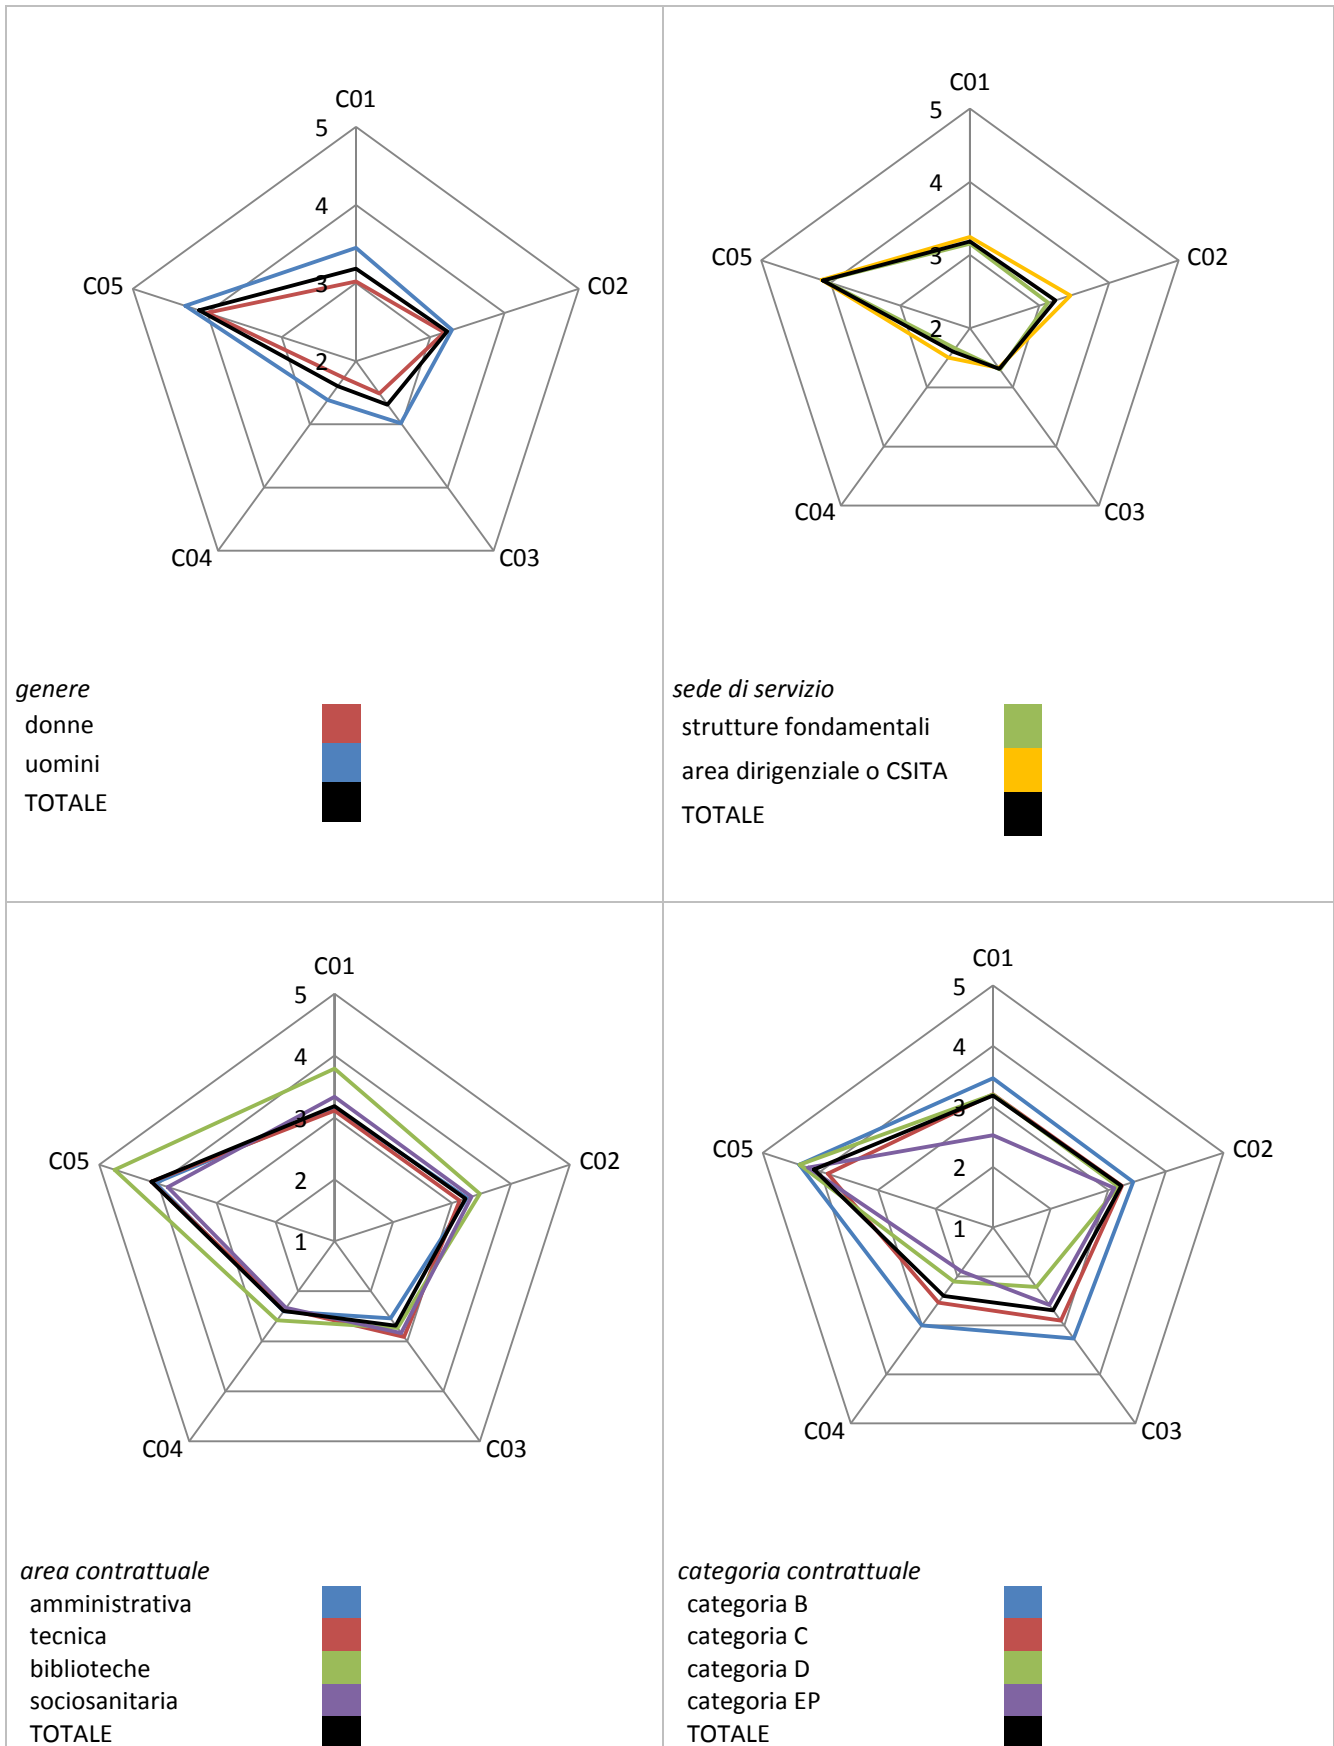 C01
5
4
3
2
C02
C03
C04
C05
genere
donne
uomini
TOTALE
C01
5
4
3
2
C02
C03
C04
C05
sede di servizio
strutture fondamentali
area dirigenziale o CSITA
TOTALE
C01
5
4
3
2
1
C02
C03
C04
C05
area contrattuale
amministrativa
tecnica
biblioteche
sociosanitaria
TOTALE
C01
5
4
3
2
1
C02
C03
C04
C05
categoria contrattuale
categoria B
categoria C
categoria D
categoria EP
TOTALE